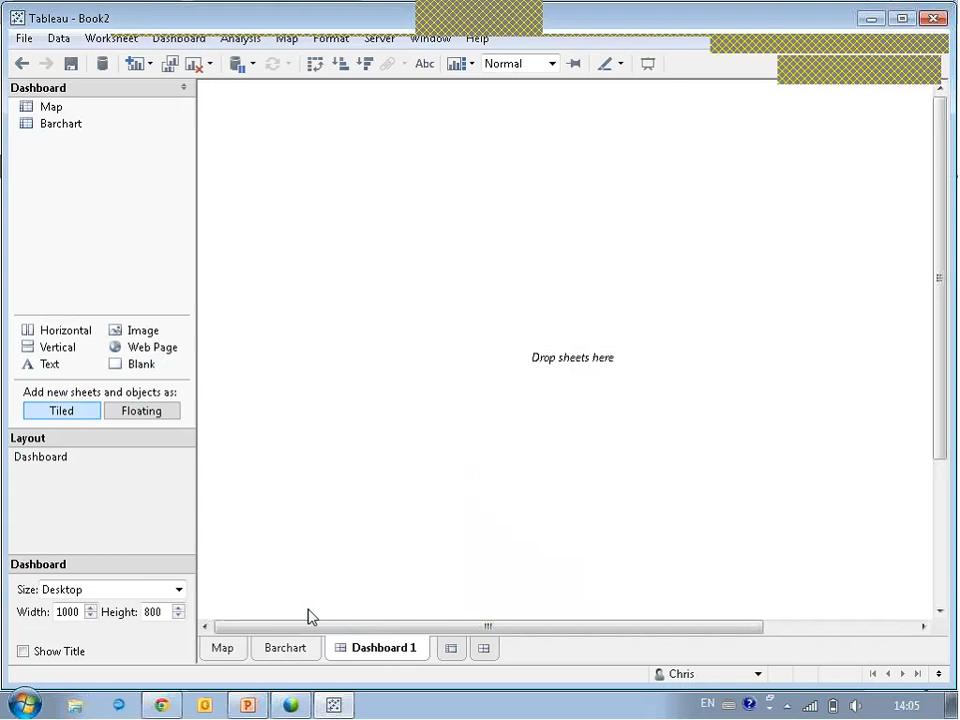 Tableau - Book2
File Data Worksheet Dashboard Analysis Map Format Server Window Help
Abc Normal
Dashboard
Map
Barchart
Drop sheets here
Horizontal Image
Vertical Web Page
Text Blank
Add new sheets and objects as:
Tiled Floating
Layout
Dashboard
Dashboard
Size: Desktop
Width: 1000 Height: 800
Show Title
Map Barchart Dashboard 1
Chris
EN 14:05